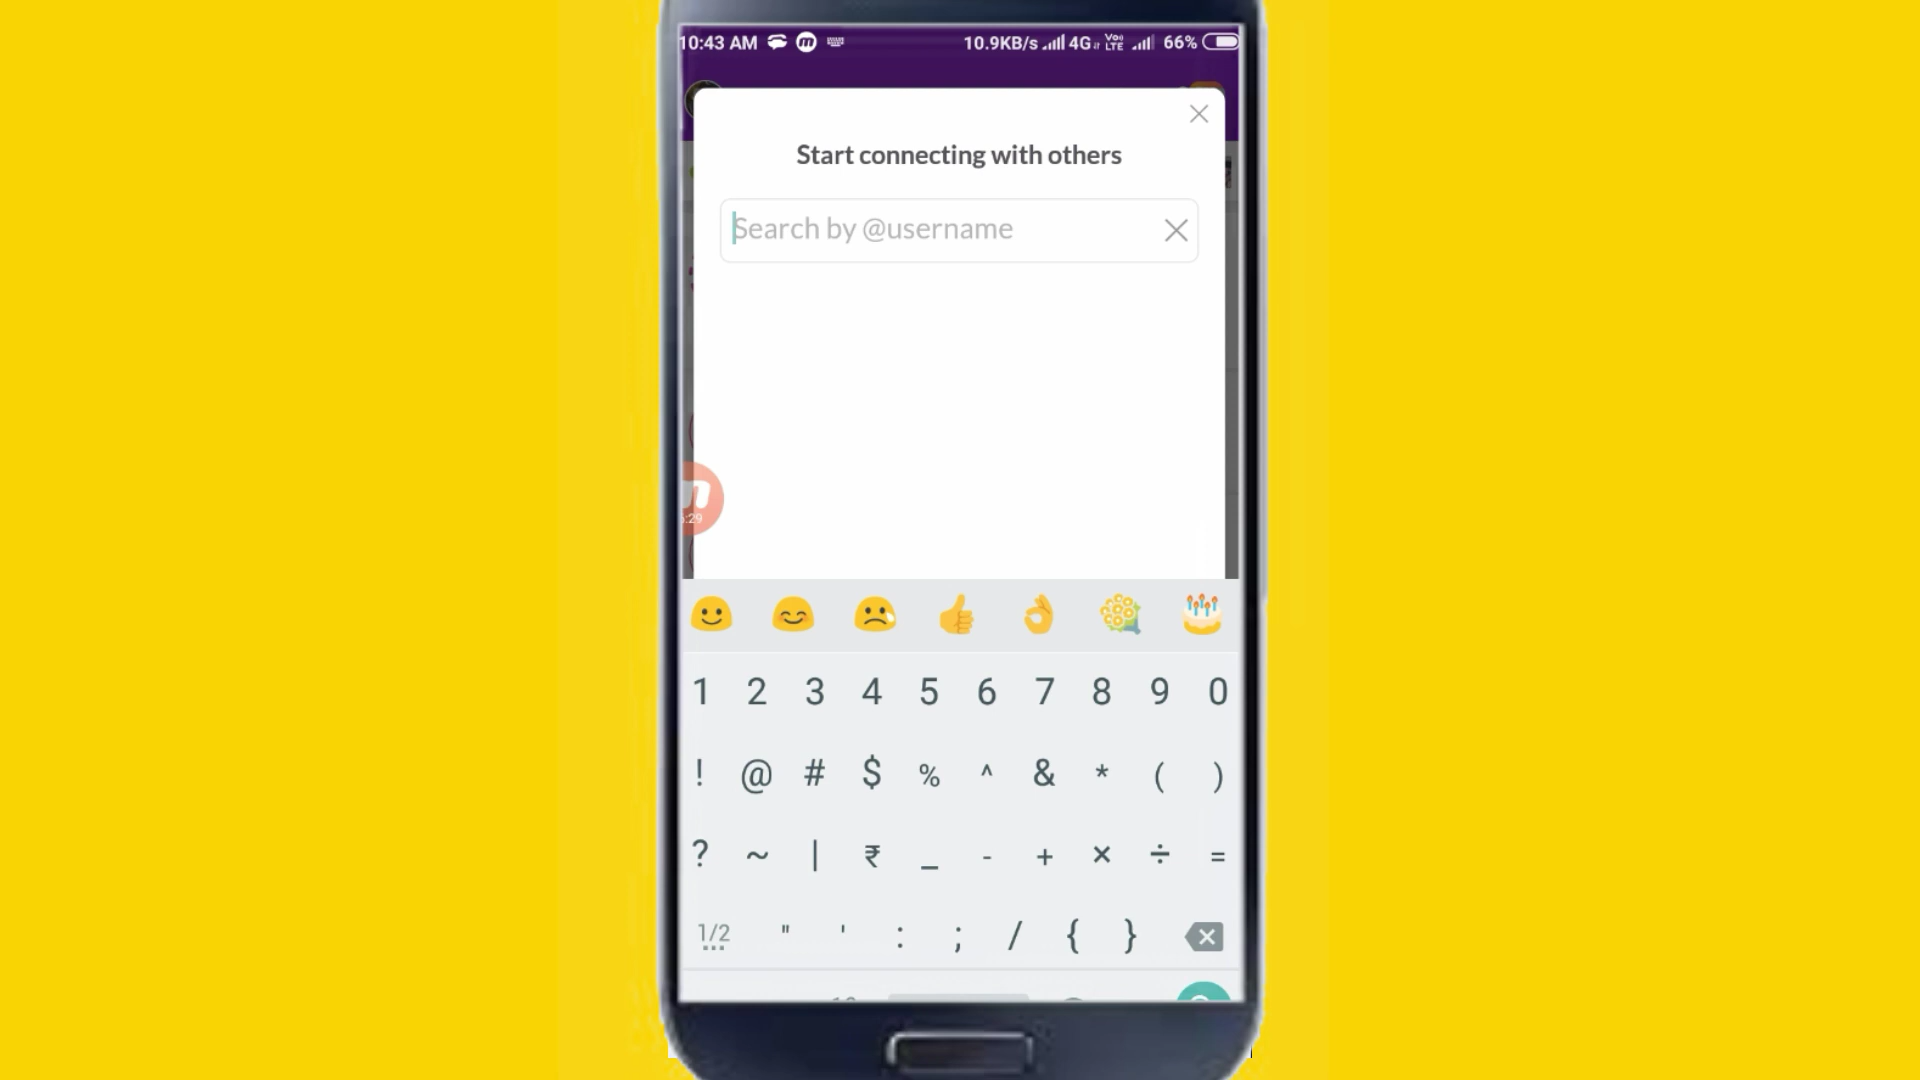 10:43 AM 10.9KB/s 4G VoLTE 66%
Start connecting with others
Search by @username
:29
1 2 3 4 5 6 7 8 9 0
! @ # $ % ^ & * ( )
? ~ | ₹ _ - + × ÷ =
1/2 " ' : ; / { }